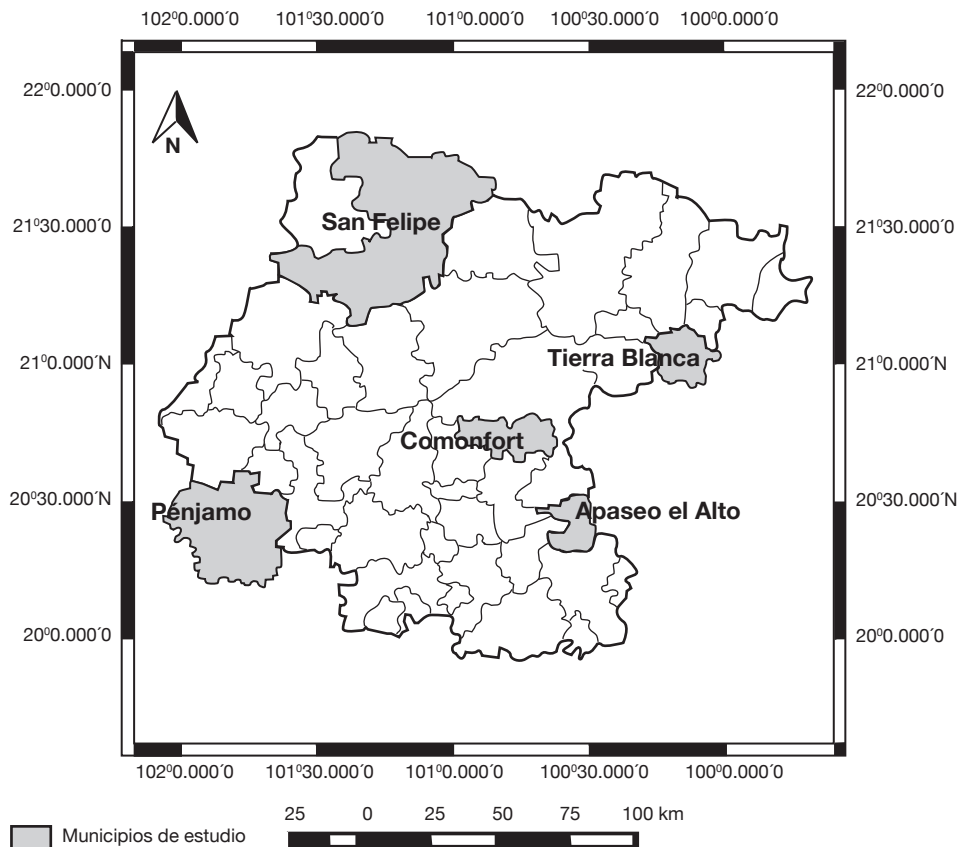 102⁰0.000′0 101⁰30.000′0 101⁰0.000′0 100⁰30.000′0 100⁰0.000′0
22⁰0.000′0 22⁰0.000′0
N
San Felipe
21⁰30.000′0 21⁰30.000′0
Tierra Blanca
21⁰0.000′N 21⁰0.000′N
Comonfort
20⁰30.000′N 20⁰30.000′N
Pénjamo Apaseo el Alto
20⁰0.000′0 20⁰0.000′0
102⁰0.000′0 101⁰30.000′0 101⁰0.000′0 100⁰30.000′0 100⁰0.000′0
25 0 25 50 75 100 km
Municipios de estudio